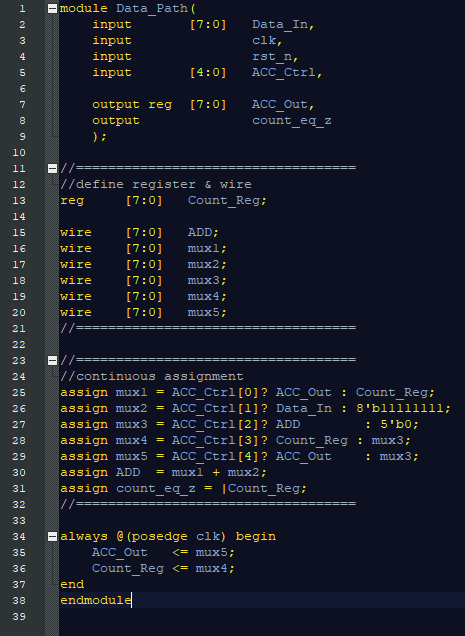 1 module Data_Path(
2 input [7:0] Data_In,
3 input clk,
4 input rst_n,
5 input [4:0] ACC_Ctrl,
6
7 output reg [7:0] ACC_Out,
8 output count_eq_z
9 );
10
11 //===================================
12 //define register & wire
13 reg [7:0] Count_Reg;
14
15 wire [7:0] ADD;
16 wire [7:0] mux1;
17 wire [7:0] mux2;
18 wire [7:0] mux3;
19 wire [7:0] mux4;
20 wire [7:0] mux5;
21 //===================================
22
23 //===================================
24 //continuous assignment
25 assign mux1 = ACC_Ctrl[0]? ACC_Out : Count_Reg;
26 assign mux2 = ACC_Ctrl[1]? Data_In : 8'b11111111;
27 assign mux3 = ACC_Ctrl[2]? ADD : 5'b0;
28 assign mux4 = ACC_Ctrl[3]? Count_Reg : mux3;
29 assign mux5 = ACC_Ctrl[4]? ACC_Out : mux3;
30 assign ADD = mux1 + mux2;
31 assign count_eq_z = |Count_Reg;
32 //===================================
33
34 always @(posedge clk) begin
35 ACC_Out <= mux5;
36 Count_Reg <= mux4;
37 end
38 endmodule
39